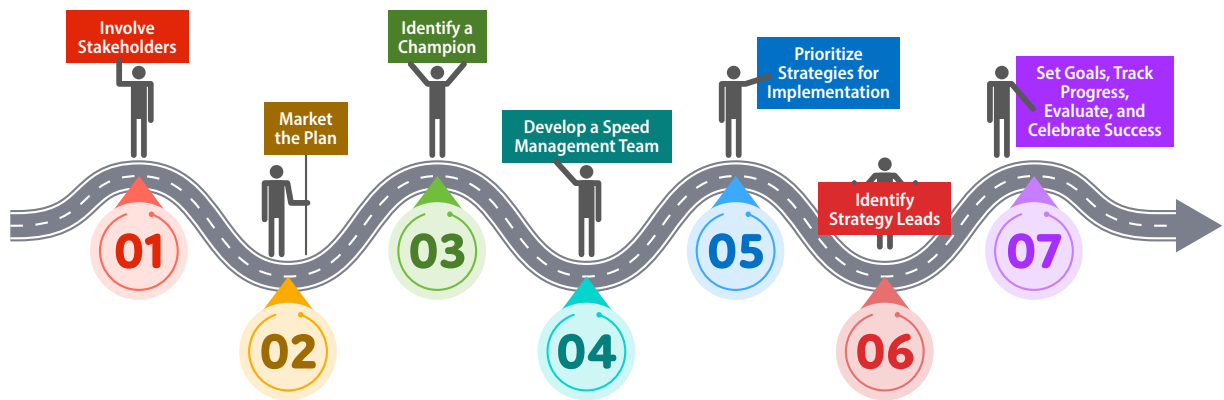 Involve
Stakeholders
01
Market
the Plan
02
Identify a
Champion
03
Develop a Speed
Management Team
04
Prioritize
Strategies for
Implementation
05
Identify
Strategy Leads
06
Set Goals, Track
Progress,
Evaluate, and
Celebrate Success
07